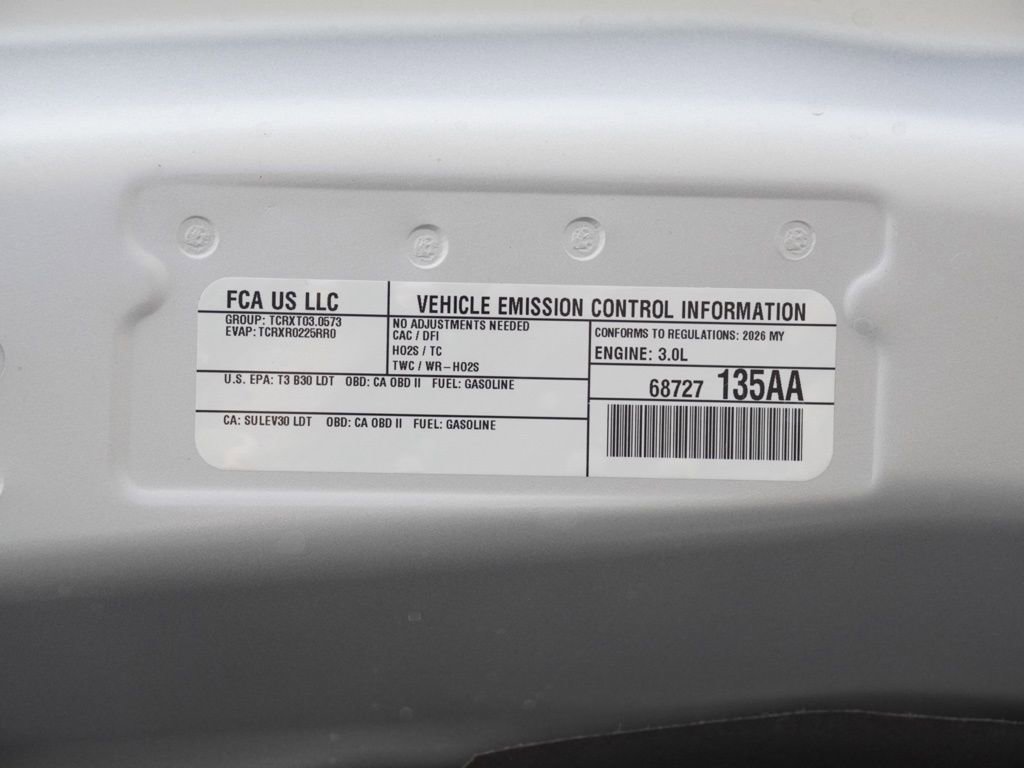 FCA US LLC
GROUP: TCRXT03.0573
EVAP: TCRXR0225RR0
VEHICLE EMISSION CONTROL INFORMATION
NO ADJUSTMENTS NEEDED
CAC / DFI
HO2S / TC
TWC / WR-HO2S
CONFORMS TO REGULATIONS: 2026 MY
ENGINE: 3.0L
U.S. EPA: T3 B30 LDT OBD: CA OBD II FUEL: GASOLINE
CA: SULEV30 LDT OBD: CA OBD II FUEL: GASOLINE
68727 135AA